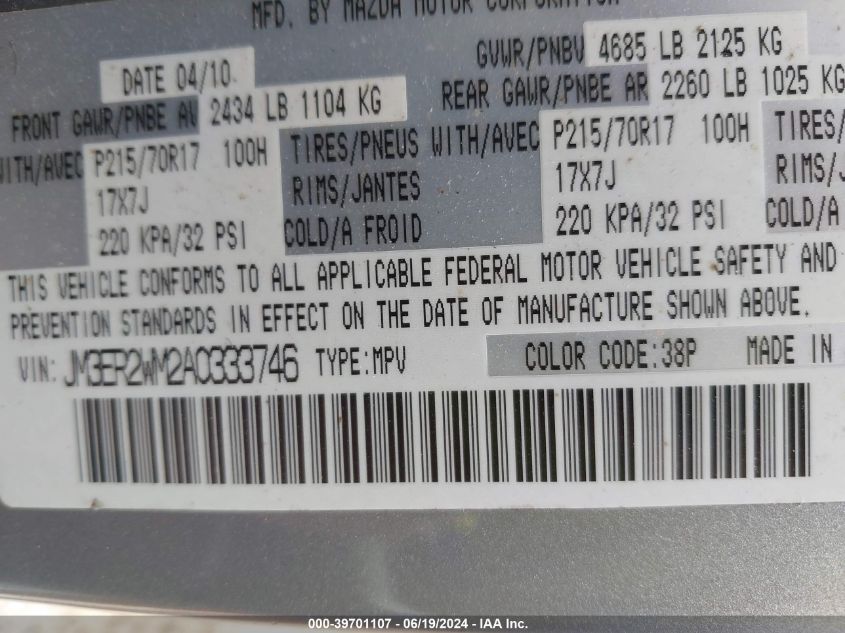 MFD. BY MAZDA MOTOR CORPORATION
DATE 04/10 GVWR/PNBV 4685 LB 2125 KG
FRONT GAWR/PNBE AV 2434 LB 1104 KG REAR GAWR/PNBE AR 2260 LB 1025 KG
WITH/AVEC P215/70R17 100H TIRES/PNEUS WITH/AVEC P215/70R17 100H TIRES/
17X7J RIMS/JANTES 17X7J RIMS/J
220 KPA/32 PSI COLD/A FROID 220 KPA/32 PSI COLD/A
THIS VEHICLE CONFORMS TO ALL APPLICABLE FEDERAL MOTOR VEHICLE SAFETY AND
PREVENTION STANDARDS IN EFFECT ON THE DATE OF MANUFACTURE SHOWN ABOVE.
VIN: JM3ER2WM2A0333746 TYPE:MPV COLOR CODE:38P MADE IN
000-39701107 - 06/19/2024 - IAA Inc.